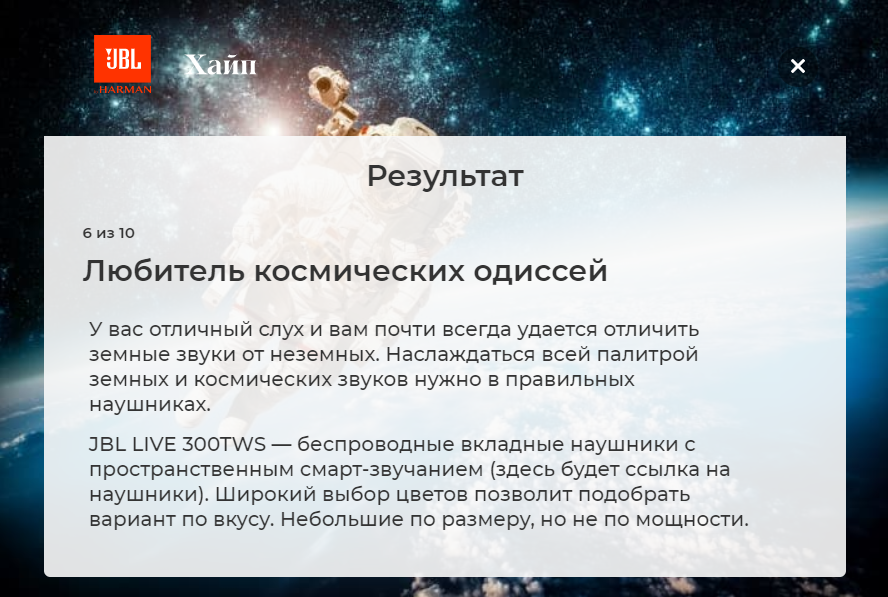 JBL
HARMAN
Хайп
Результат
6 из 10
Любитель космических одиссей
У вас отличный слух и вам почти всегда удается отличить
земные звуки от неземных. Наслаждаться всей палитрой
земных и космических звуков нужно в правильных
наушниках.
JBL LIVE 300TWS — беспроводные вкладные наушники с
пространственным смарт-звучанием (здесь будет ссылка на
наушники). Широкий выбор цветов позволит подобрать
вариант по вкусу. Небольшие по размеру, но не по мощности.